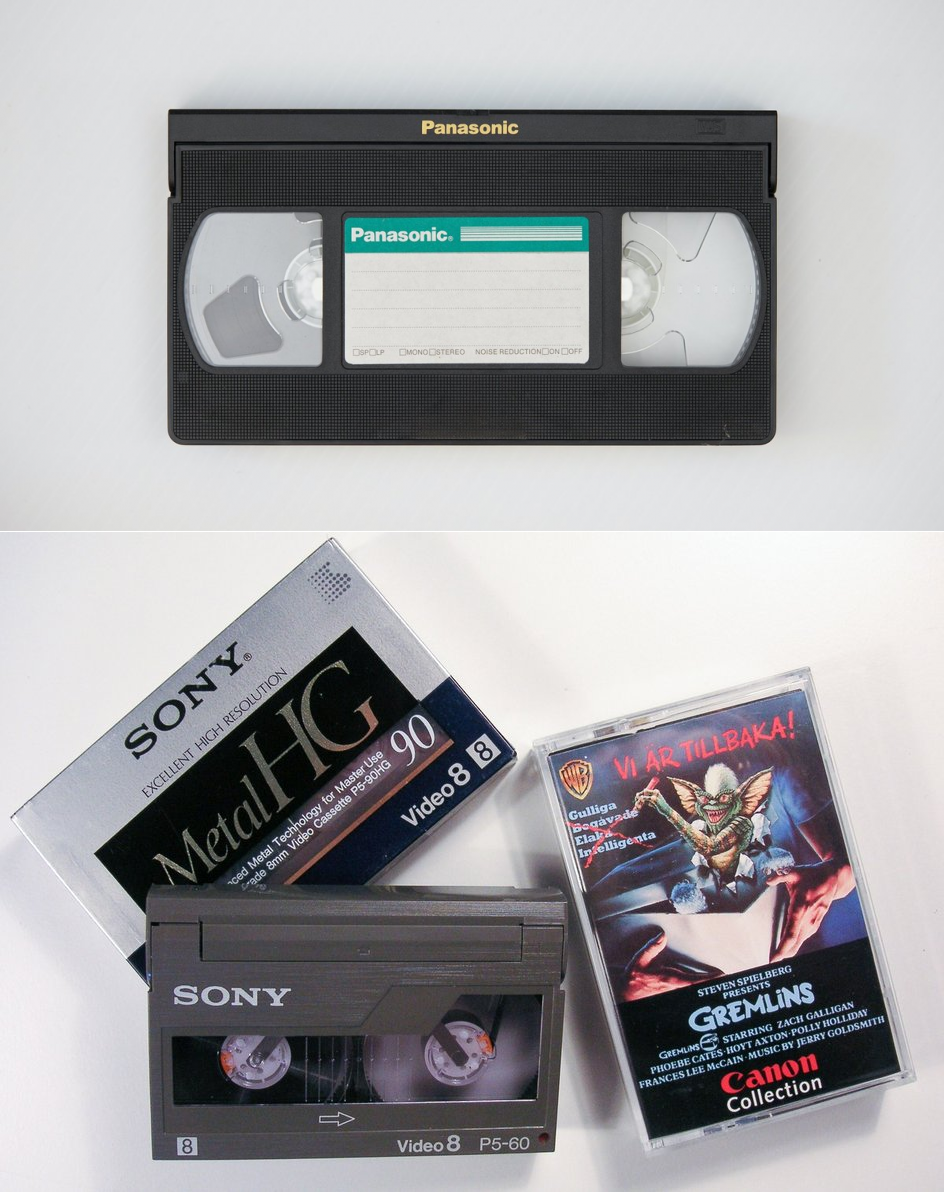 Panasonic
Panasonic®
□SP□LP □MONO□STEREO NOISE REDUCTION□ON □OFF
SONY®
EXCELLENT HIGH RESOLUTION
Metal HG
Technology for Master Use
8mm Video Cassette P5-90HG
90
Video 8 8
SONY
8 Video 8 P5-60
WB
VI ÄR TILLBAKA!
Gulliga
Begåvade
Elaka
Intelligenta
STEVEN SPIELBERG
PRESENTS
GREMLiNS
GREMLINS STARRING ZACH GALLIGAN
PHOEBE CATES·HOYT AXTON·POLLY HOLLIDAY
FRANCES LEE McCAIN·MUSIC BY JERRY GOLDSMITH
Canon
Collection